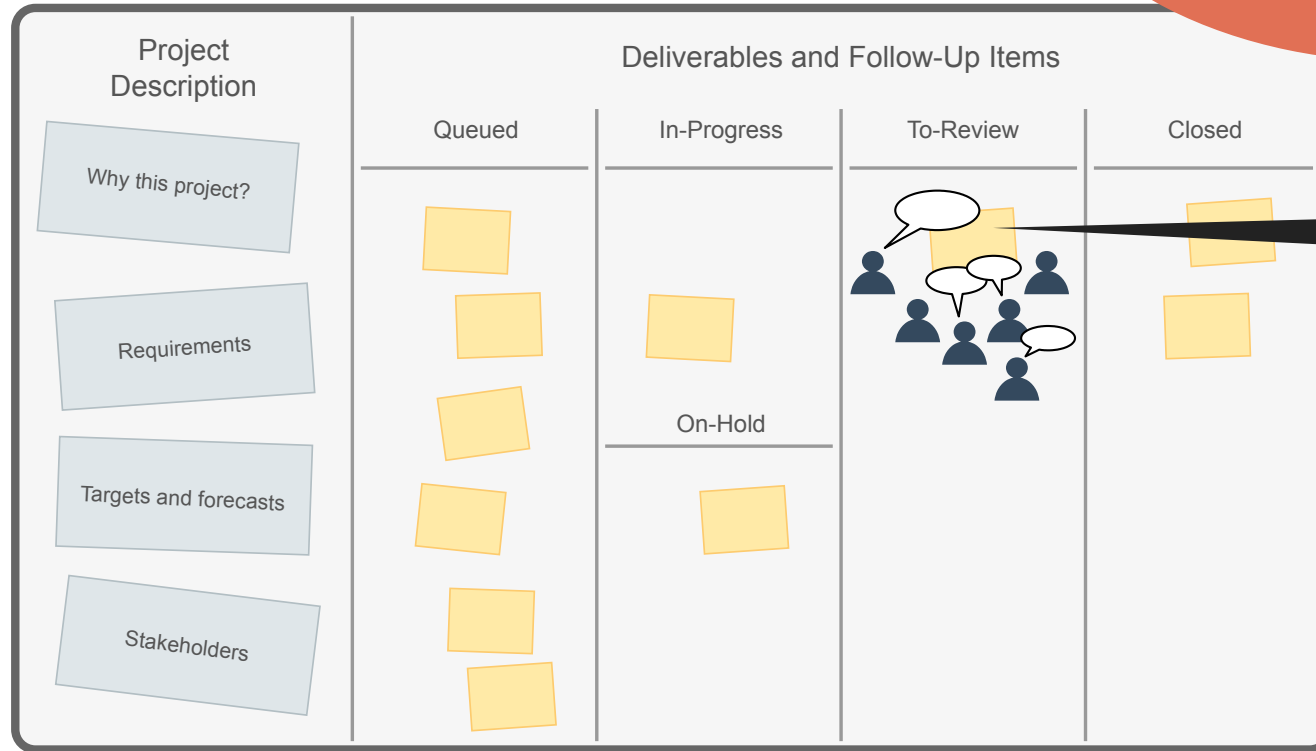 Project
Description
Why this project?
Requirements
Targets and forecasts
Stakeholders
Deliverables and Follow-Up Items
Queued
In-Progress
On-Hold
To-Review
Closed